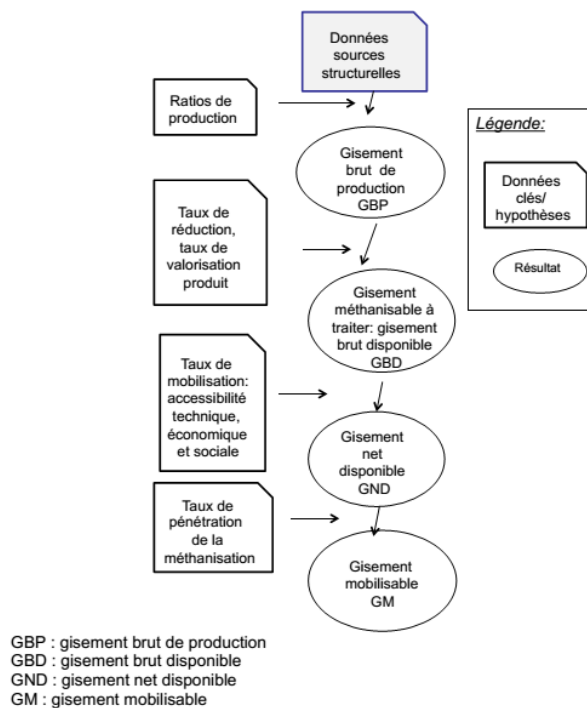 Données
sources
structurelles
Ratios de
production
Gisement
brut de
production
GBP
Légende:
Données
clés/
hypothèses
Résultat
Taux de
réduction,
taux de
valorisation
produit
Gisement
méthanisable à
traiter: gisement
brut disponible
GBD
Taux de
mobilisation:
accessibilité
technique,
économique
et sociale
Gisement
net
disponible
GND
Taux de
pénétration
de la
méthanisation
Gisement
mobilisable
GM
GBP : gisement brut de production
GBD : gisement brut disponible
GND : gisement net disponible
GM : gisement mobilisable